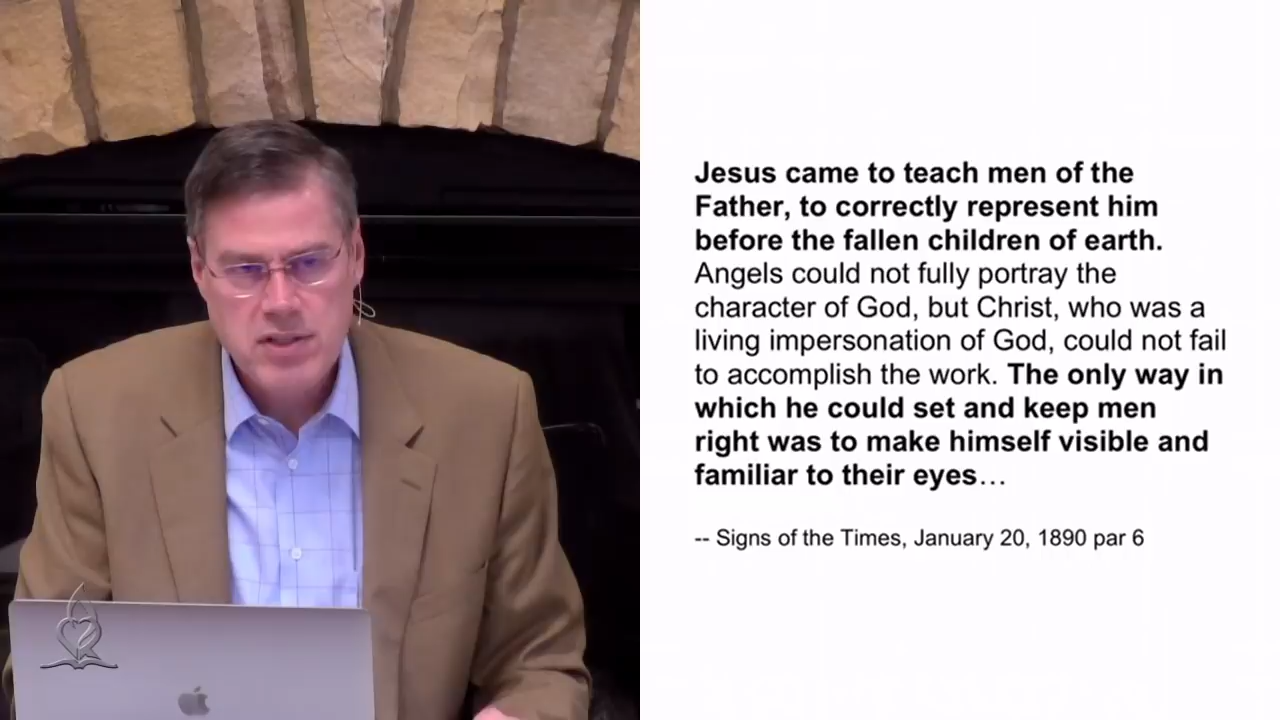 Jesus came to teach men of the
Father, to correctly represent him
before the fallen children of earth.
Angels could not fully portray the
character of God, but Christ, who was a
living impersonation of God, could not fail
to accomplish the work. The only way in
which he could set and keep men
right was to make himself visible and
familiar to their eyes…
-- Signs of the Times, January 20, 1890 par 6